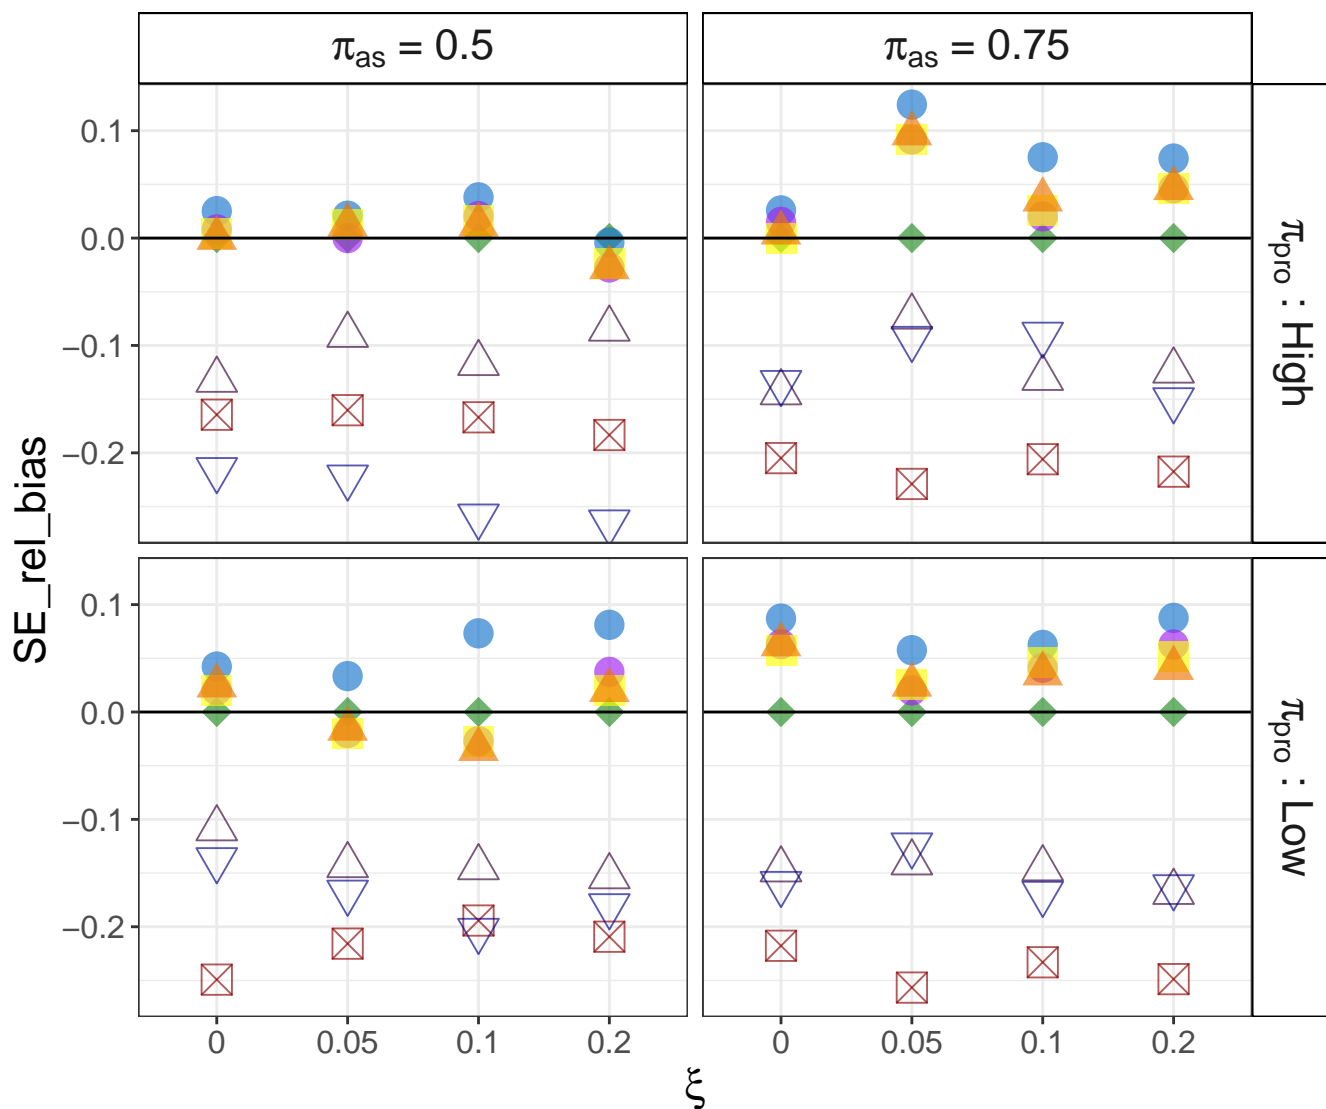 π_as = 0.5
π_as = 0.75
0.1
0.0
−0.1
−0.2
π_pro : High
0.1
0.0
−0.1
−0.2
π_pro : Low
SE_rel_bias
0 0.05 0.1 0.2
0 0.05 0.1 0.2
ξ